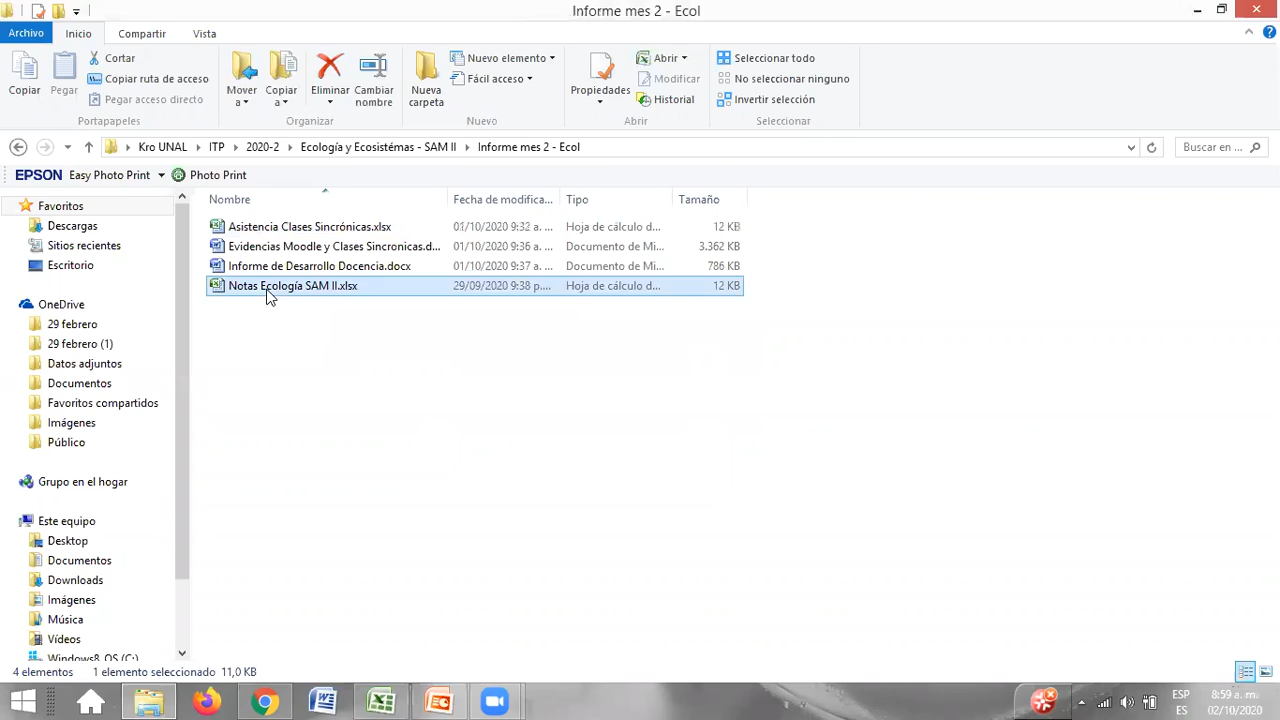 Informe mes 2 - Ecol
Archivo Inicio Compartir Vista
Copiar
Pegar
Cortar
Copiar ruta de acceso
Pegar acceso directo
Portapapeles
Mover a
Copiar a
Eliminar
Cambiar nombre
Organizar
Nueva carpeta
Nuevo elemento
Fácil acceso
Nuevo
Propiedades
Abrir
Modificar
Historial
Abrir
Seleccionar todo
No seleccionar ninguno
Invertir selección
Seleccionar
Kro UNAL ITP 2020-2 Ecología y Ecosistémas - SAM II Informe mes 2 - Ecol
Buscar en ...
EPSON Easy Photo Print Photo Print
Nombre Fecha de modifica... Tipo Tamaño
Asistencia Clases Sincrónicas.xlsx 01/10/2020 9:32 a. ... Hoja de cálculo d... 12 KB
Evidencias Moodle y Clases Sincronicas.d... 01/10/2020 9:36 a. ... Documento de Mi... 3.362 KB
Informe de Desarrollo Docencia.docx 01/10/2020 9:37 a. ... Documento de Mi... 786 KB
Notas Ecología SAM II.xlsx 29/09/2020 9:38 p.... Hoja de cálculo d... 12 KB
Favoritos
Descargas
Sitios recientes
Escritorio
OneDrive
29 febrero
29 febrero (1)
Datos adjuntos
Documentos
Favoritos compartidos
Imágenes
Público
Grupo en el hogar
Este equipo
Desktop
Documentos
Downloads
Imágenes
Música
Vídeos
Windows8_OS (C:)
4 elementos 1 elemento seleccionado 11,0 KB
ESP
ES
8:59 a. m.
02/10/2020